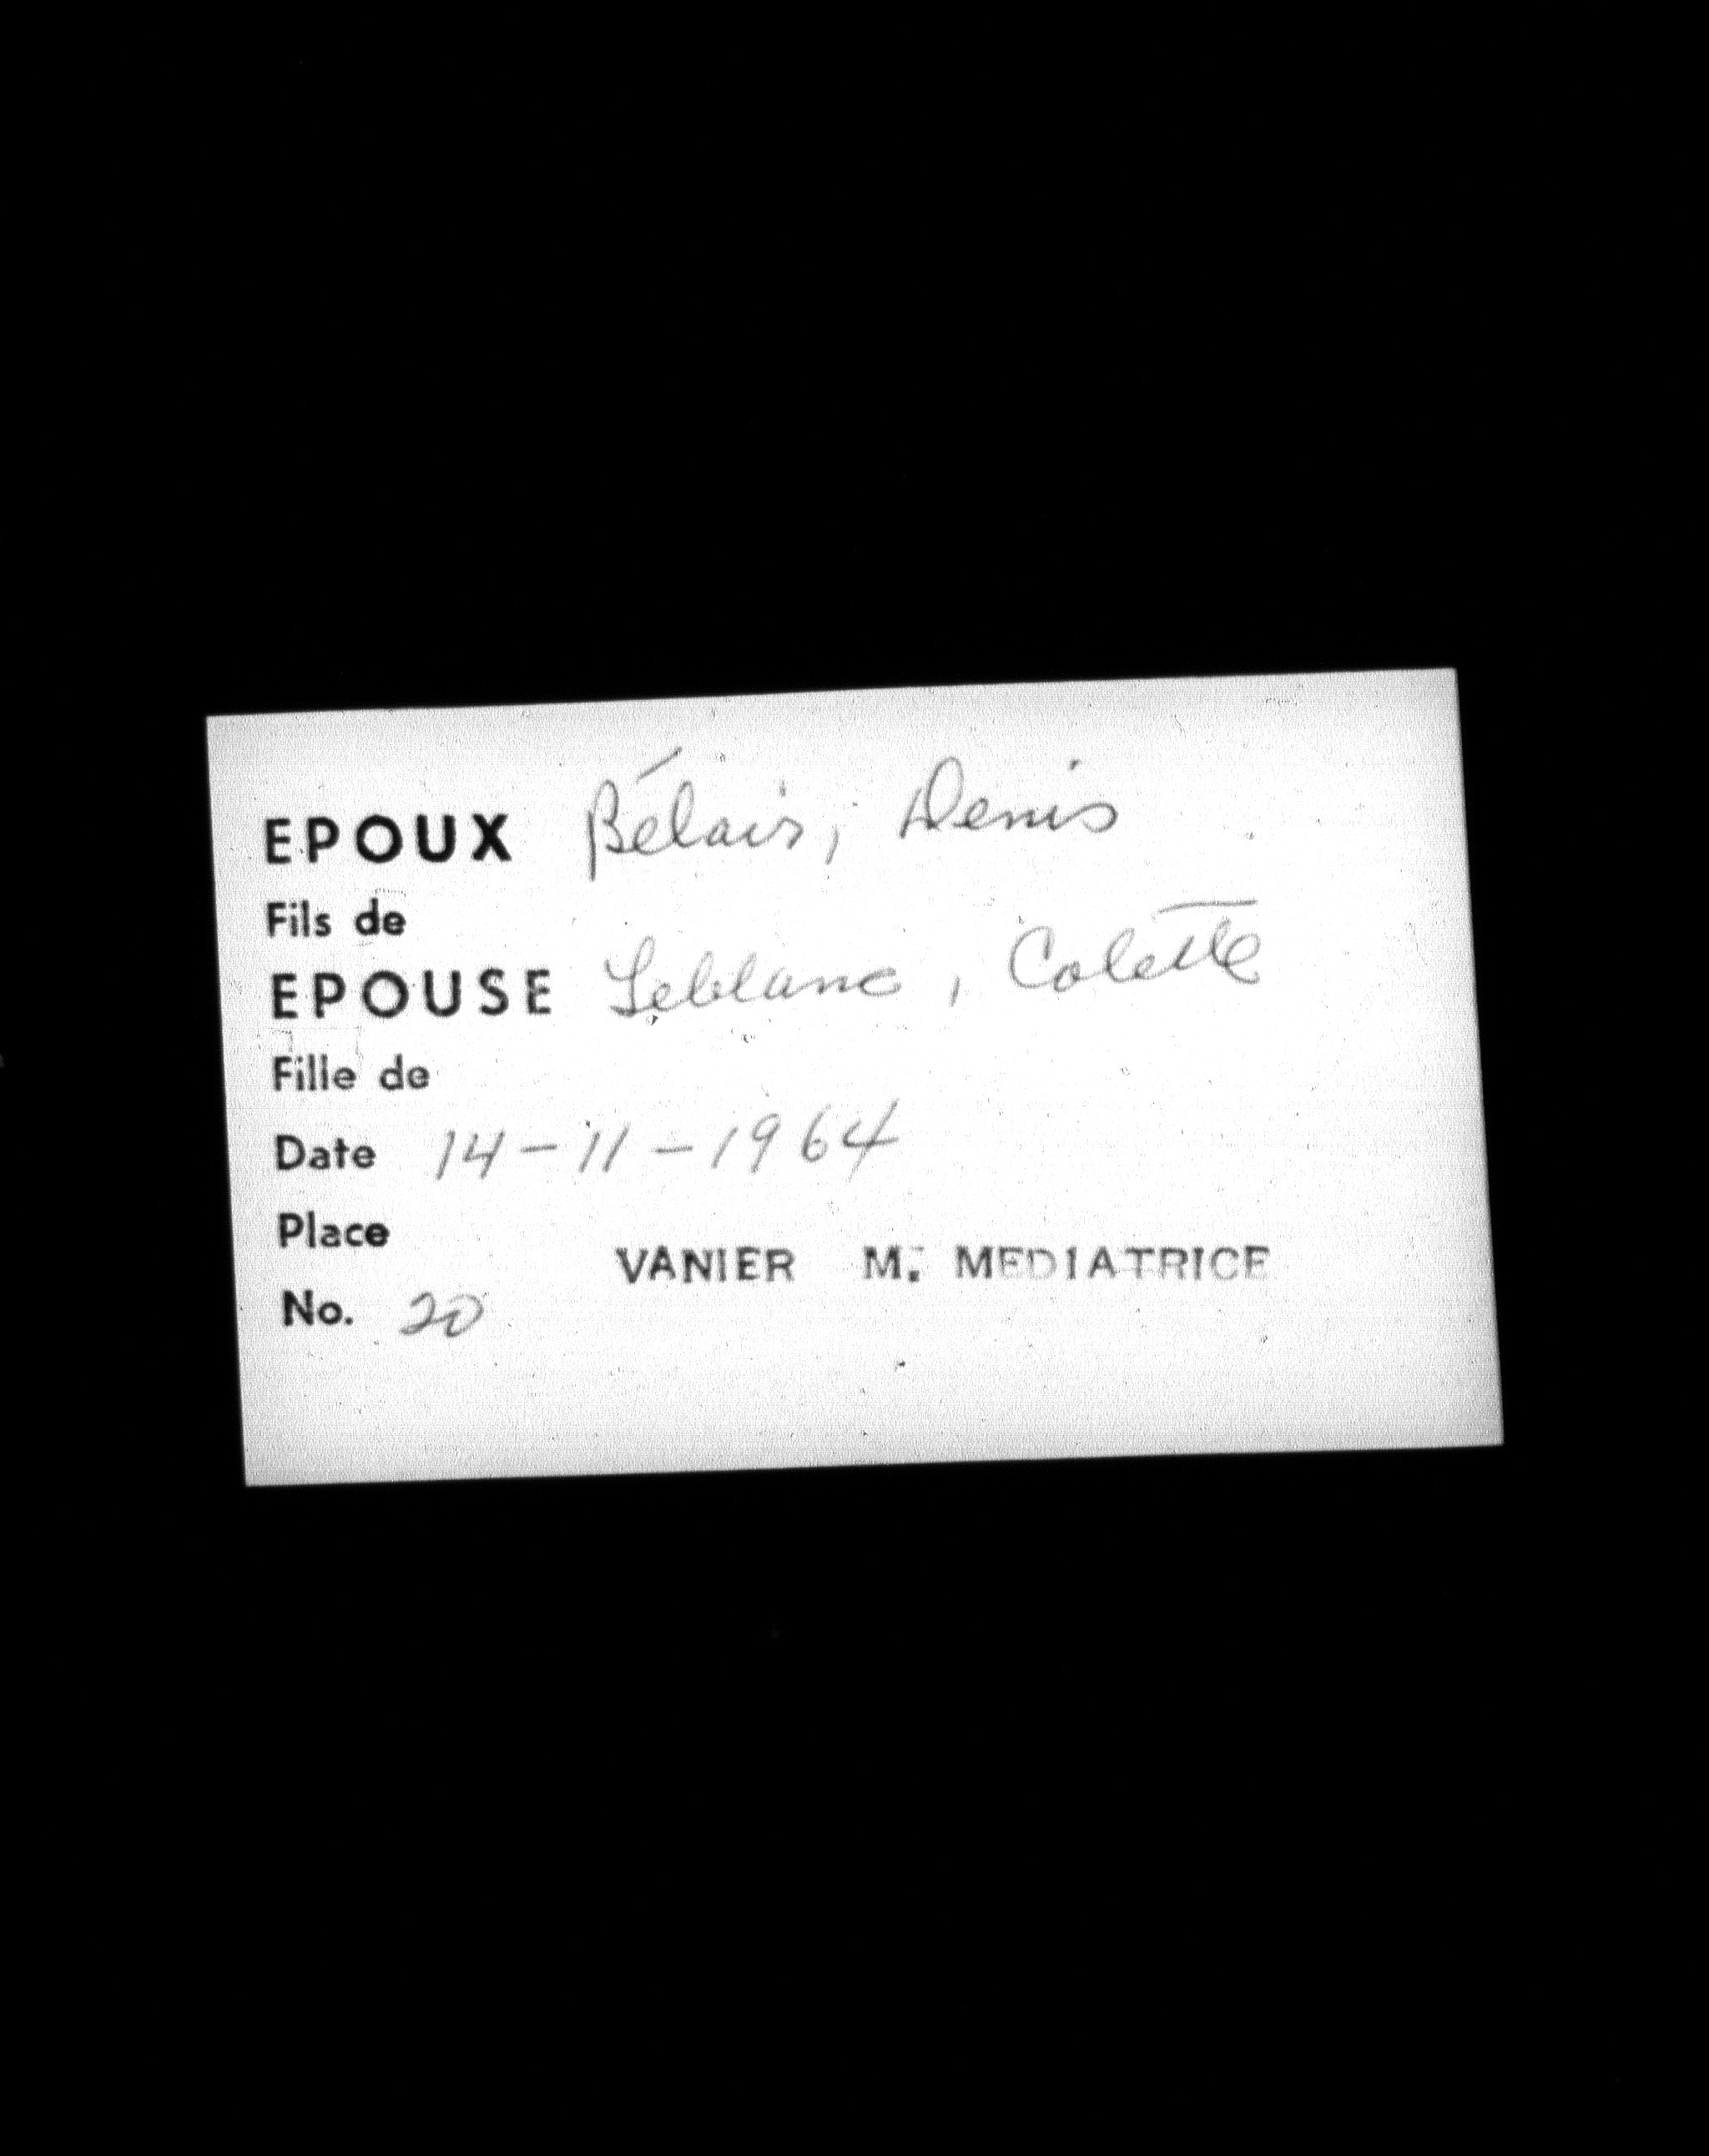 EPOUX Bélair, Denis
Fils de
EPOUSE Leblanc, Colette
Fille de
Date 14-11-1964
Place VANIER M. MEDIATRICE
No. 20